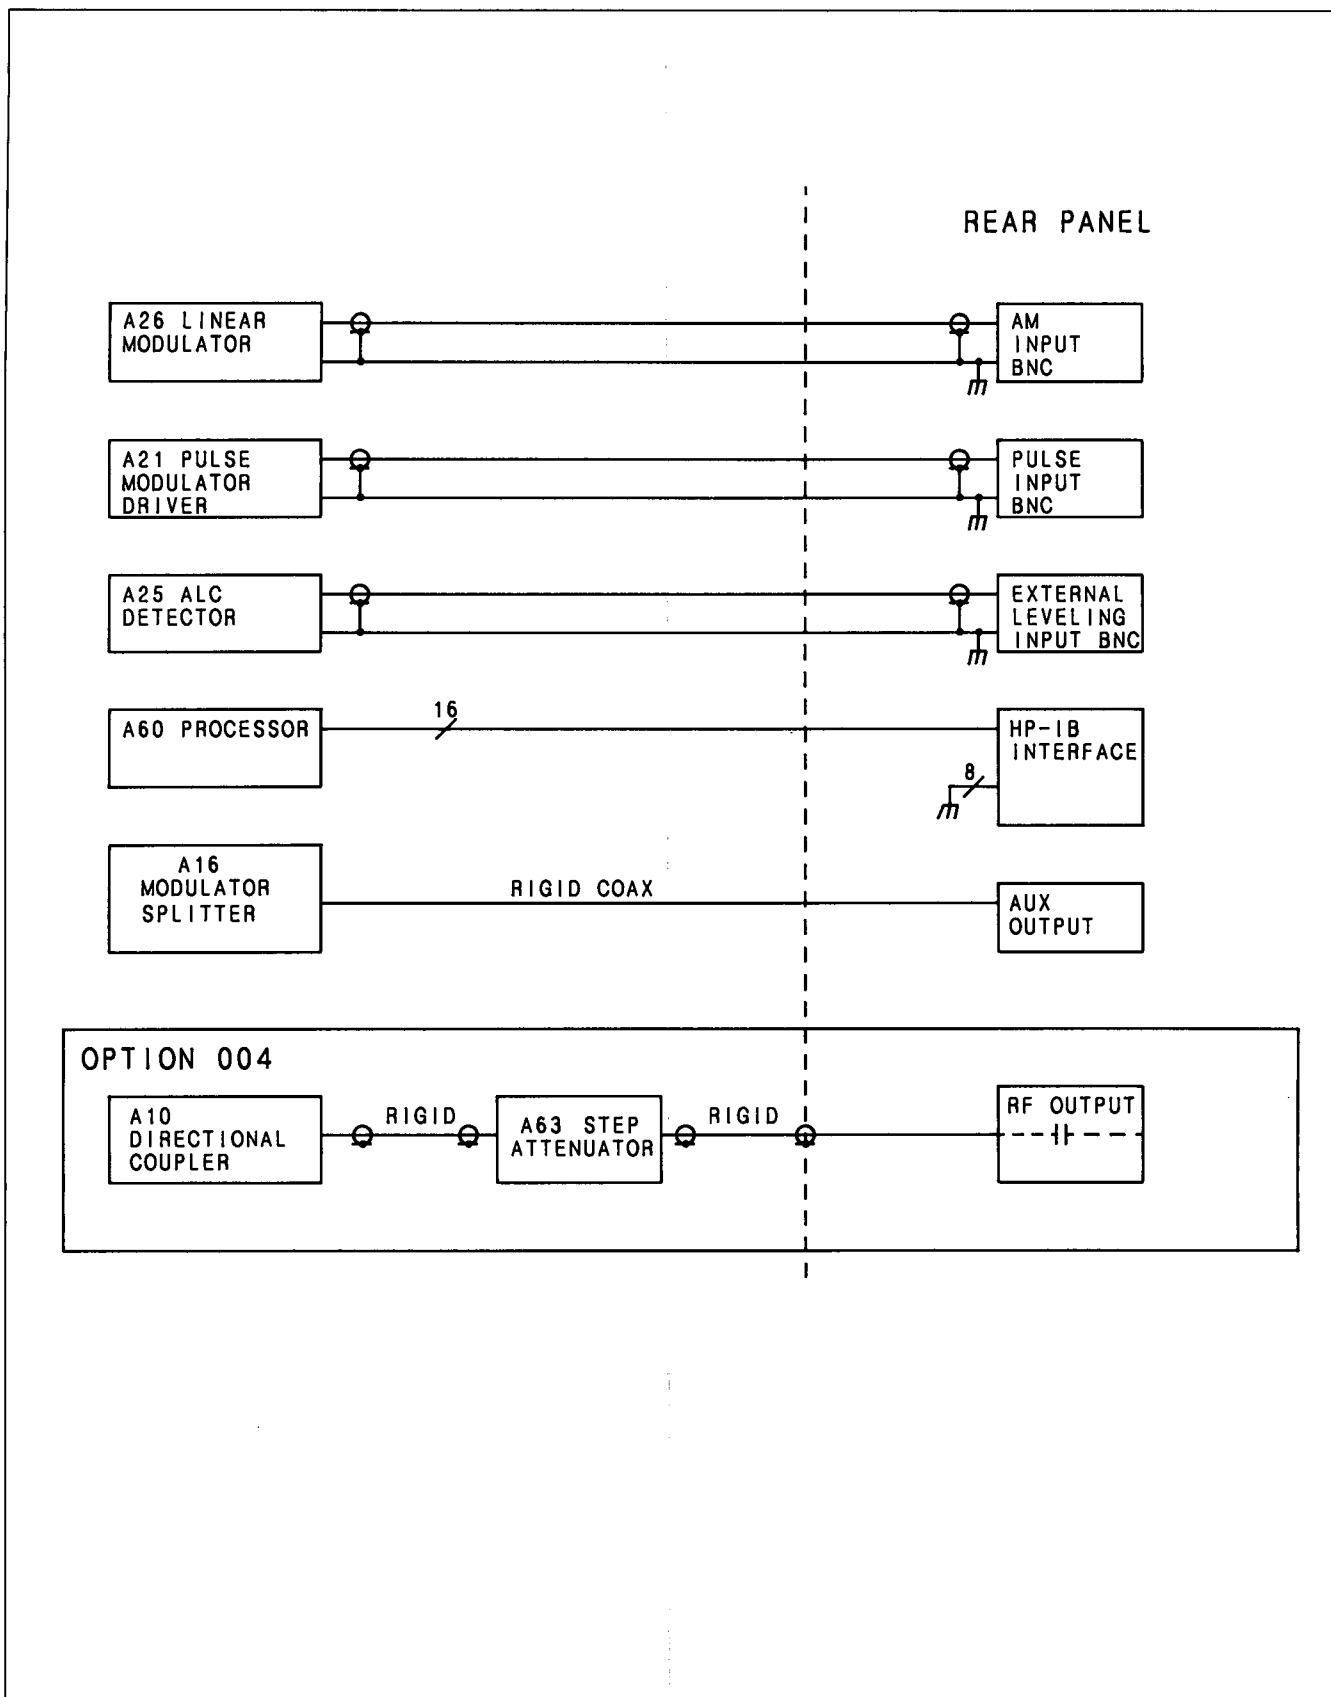 REAR PANEL
A26 LINEAR
MODULATOR
AM
INPUT
BNC
A21 PULSE
MODULATOR
DRIVER
PULSE
INPUT
BNC
A25 ALC
DETECTOR
EXTERNAL
LEVELING
INPUT BNC
A60 PROCESSOR
16
HP-IB
INTERFACE
8
A16
MODULATOR
SPLITTER
RIGID COAX
AUX
OUTPUT
OPTION 004
A10
DIRECTIONAL
COUPLER
RIGID
A63 STEP
ATTENUATOR
RIGID
RF OUTPUT